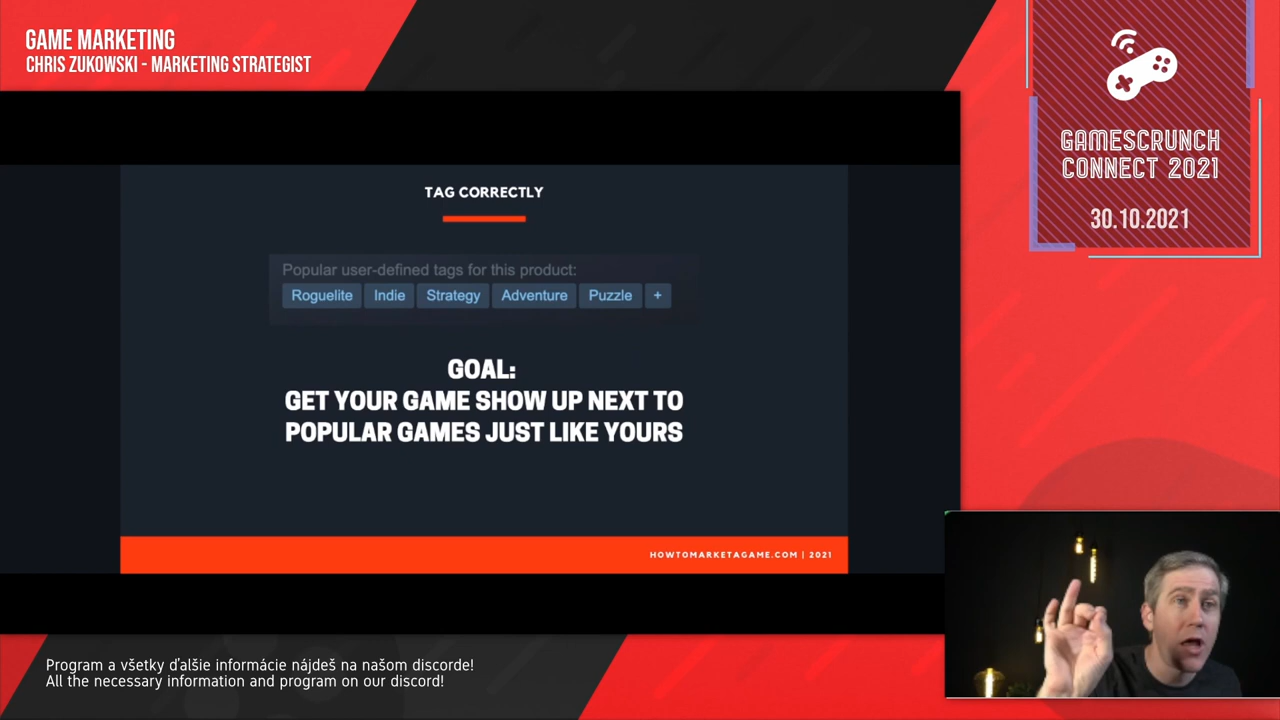 GAME MARKETING
CHRIS ZUKOWSKI - MARKETING STRATEGIST
GAMESCRUNCH
CONNECT 2021
30.10.2021
TAG CORRECTLY
Popular user-defined tags for this product:
Roguelite Indie Strategy Adventure Puzzle +
GOAL:
GET YOUR GAME SHOW UP NEXT TO
POPULAR GAMES JUST LIKE YOURS
HOWTOMARKETAGAME.COM | 2021
Program a všetky ďalšie informácie nájdeš na našom discorde!
All the necessary information and program on our discord!